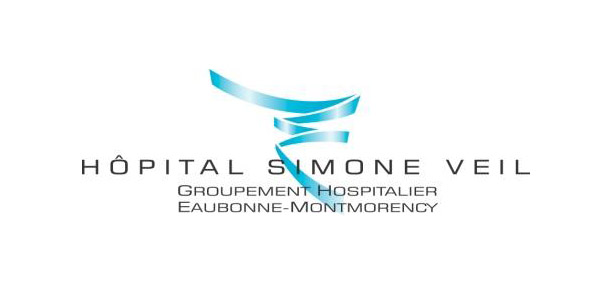 HÔPITAL SIMONE VEIL
GROUPEMENT HOSPITALIER
EAUBONNE-MONTMORENCY